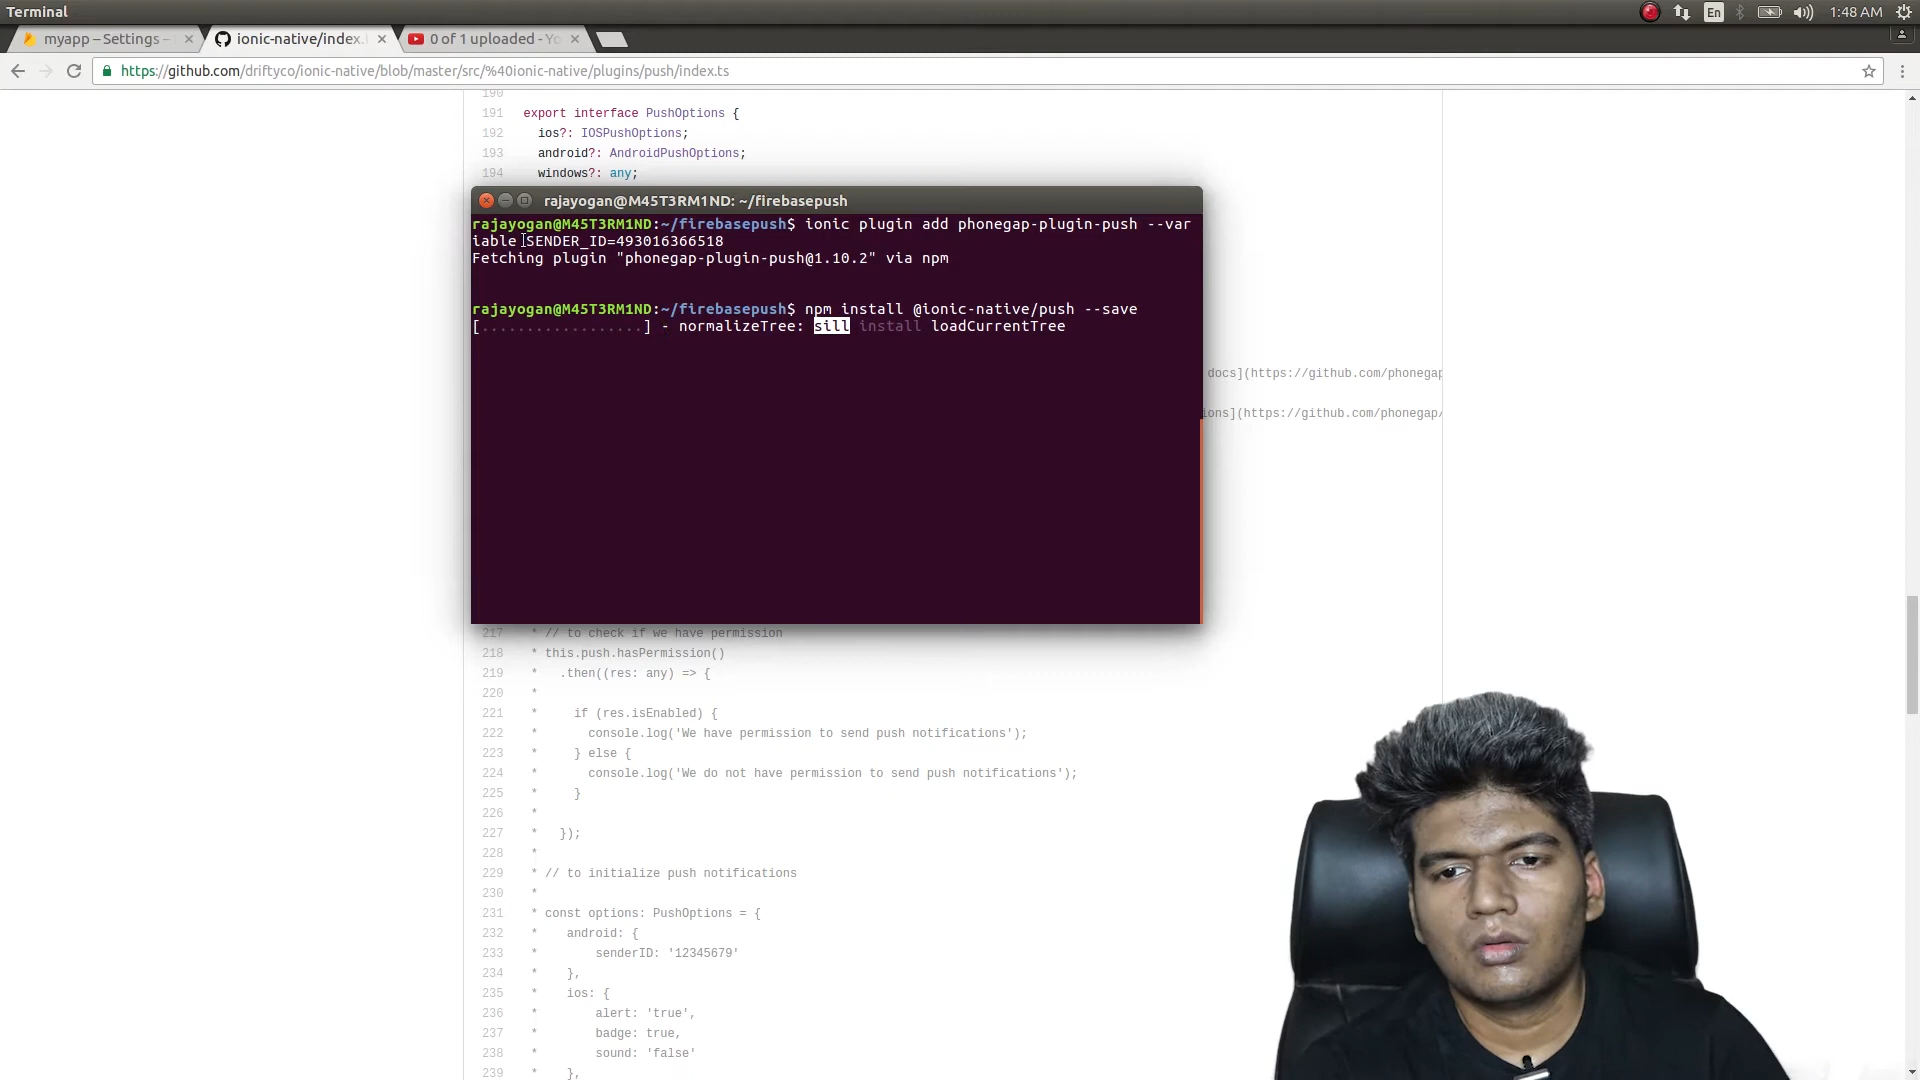 Terminal
En
1:48 AM
myapp – Settings -
ionic-native/index.
0 of 1 uploaded - Yo
https://github.com/driftyco/ionic-native/blob/master/src/%40ionic-native/plugins/push/index.ts
190
191 export interface PushOptions {
192 ios?: IOSPushOptions;
193 android?: AndroidPushOptions;
194 windows?: any;
rajayogan@M45T3RM1ND: ~/firebasepush
rajayogan@M45T3RM1ND:~/firebasepush$ ionic plugin add phonegap-plugin-push --var
iable SENDER_ID=493016366518
Fetching plugin "phonegap-plugin-push@1.10.2" via npm
rajayogan@M45T3RM1ND:~/firebasepush$ npm install @ionic-native/push --save
[..................] - normalizeTree: sill install loadCurrentTree
docs](https://github.com/phonegap
ions](https://github.com/phonegap/
217 * // to check if we have permission
218 * this.push.hasPermission()
219 * .then((res: any) => {
220 *
221 * if (res.isEnabled) {
222 * console.log('We have permission to send push notifications');
223 * } else {
224 * console.log('We do not have permission to send push notifications');
225 * }
226 *
227 * });
228 *
229 * // to initialize push notifications
230 *
231 * const options: PushOptions = {
232 * android: {
233 * senderID: '12345679'
234 * },
235 * ios: {
236 * alert: 'true',
237 * badge: true,
238 * sound: 'false'
239 * },